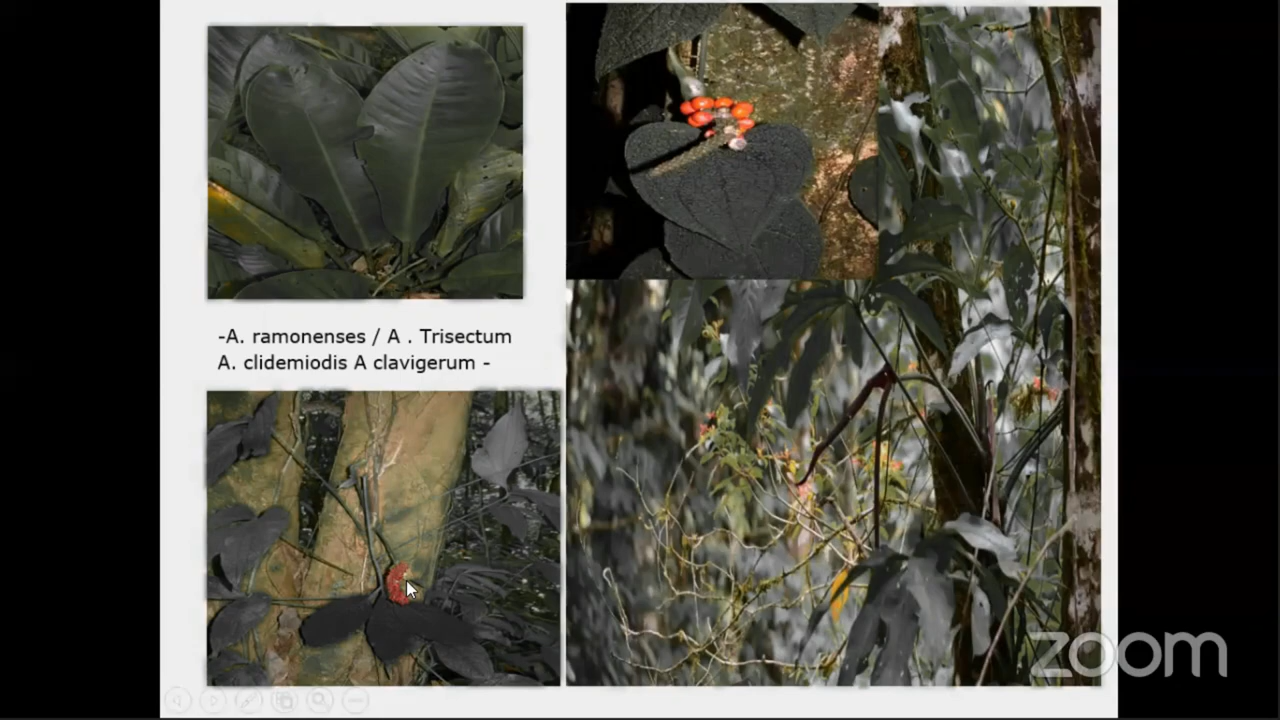 -A. ramonenses / A . Trisectum
A. clidemiodis A clavigerum -
zoom